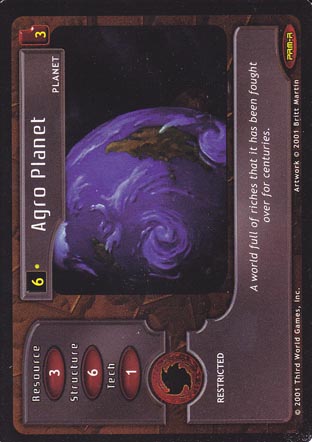 6
Agro Planet
3
PLANET
Resource
3
Structure
6
Tech
1
RESTRICTED
A world full of riches that it has been fought
over for centuries.
PRM-R
© 2001 Third World Games, Inc.
Artwork © 2001 Britt Martin